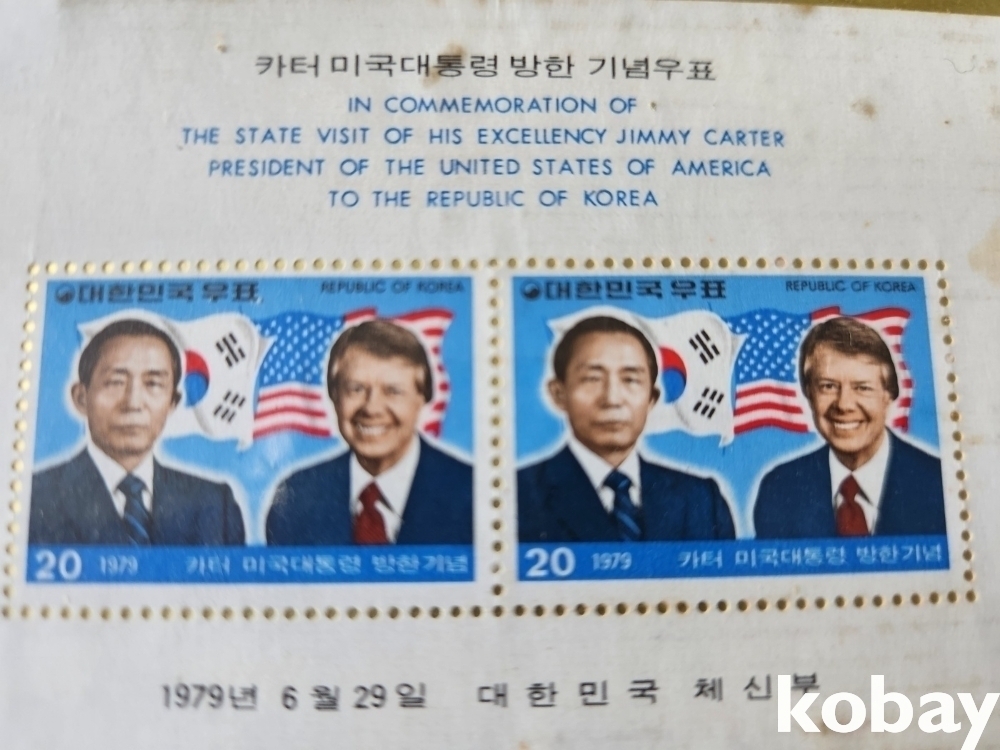 카터 미국대통령 방한 기념우표
IN COMMEMORATION OF
THE STATE VISIT OF HIS EXCELLENCY JIMMY CARTER
PRESIDENT OF THE UNITED STATES OF AMERICA
TO THE REPUBLIC OF KOREA
대한민국우표 REPUBLIC OF KOREA
20 1979 카터 미국대통령 방한기념
대한민국우표 REPUBLIC OF KOREA
20 1979 카터 미국대통령 방한기념
1979년 6월 29일 대한민국 체신부
kobay